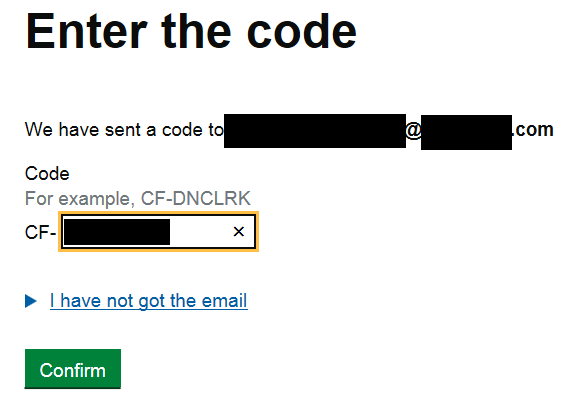 Enter the code
We have sent a code to @ .com
Code
For example, CF-DNCLRK
CF- ×
I have not got the email
Confirm